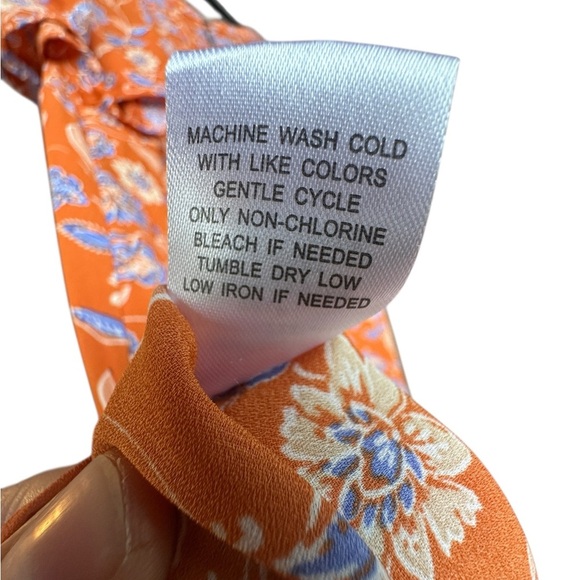 MACHINE WASH COLD
WITH LIKE COLORS
GENTLE CYCLE
ONLY NON-CHLORINE
BLEACH IF NEEDED
TUMBLE DRY LOW
LOW IRON IF NEEDED